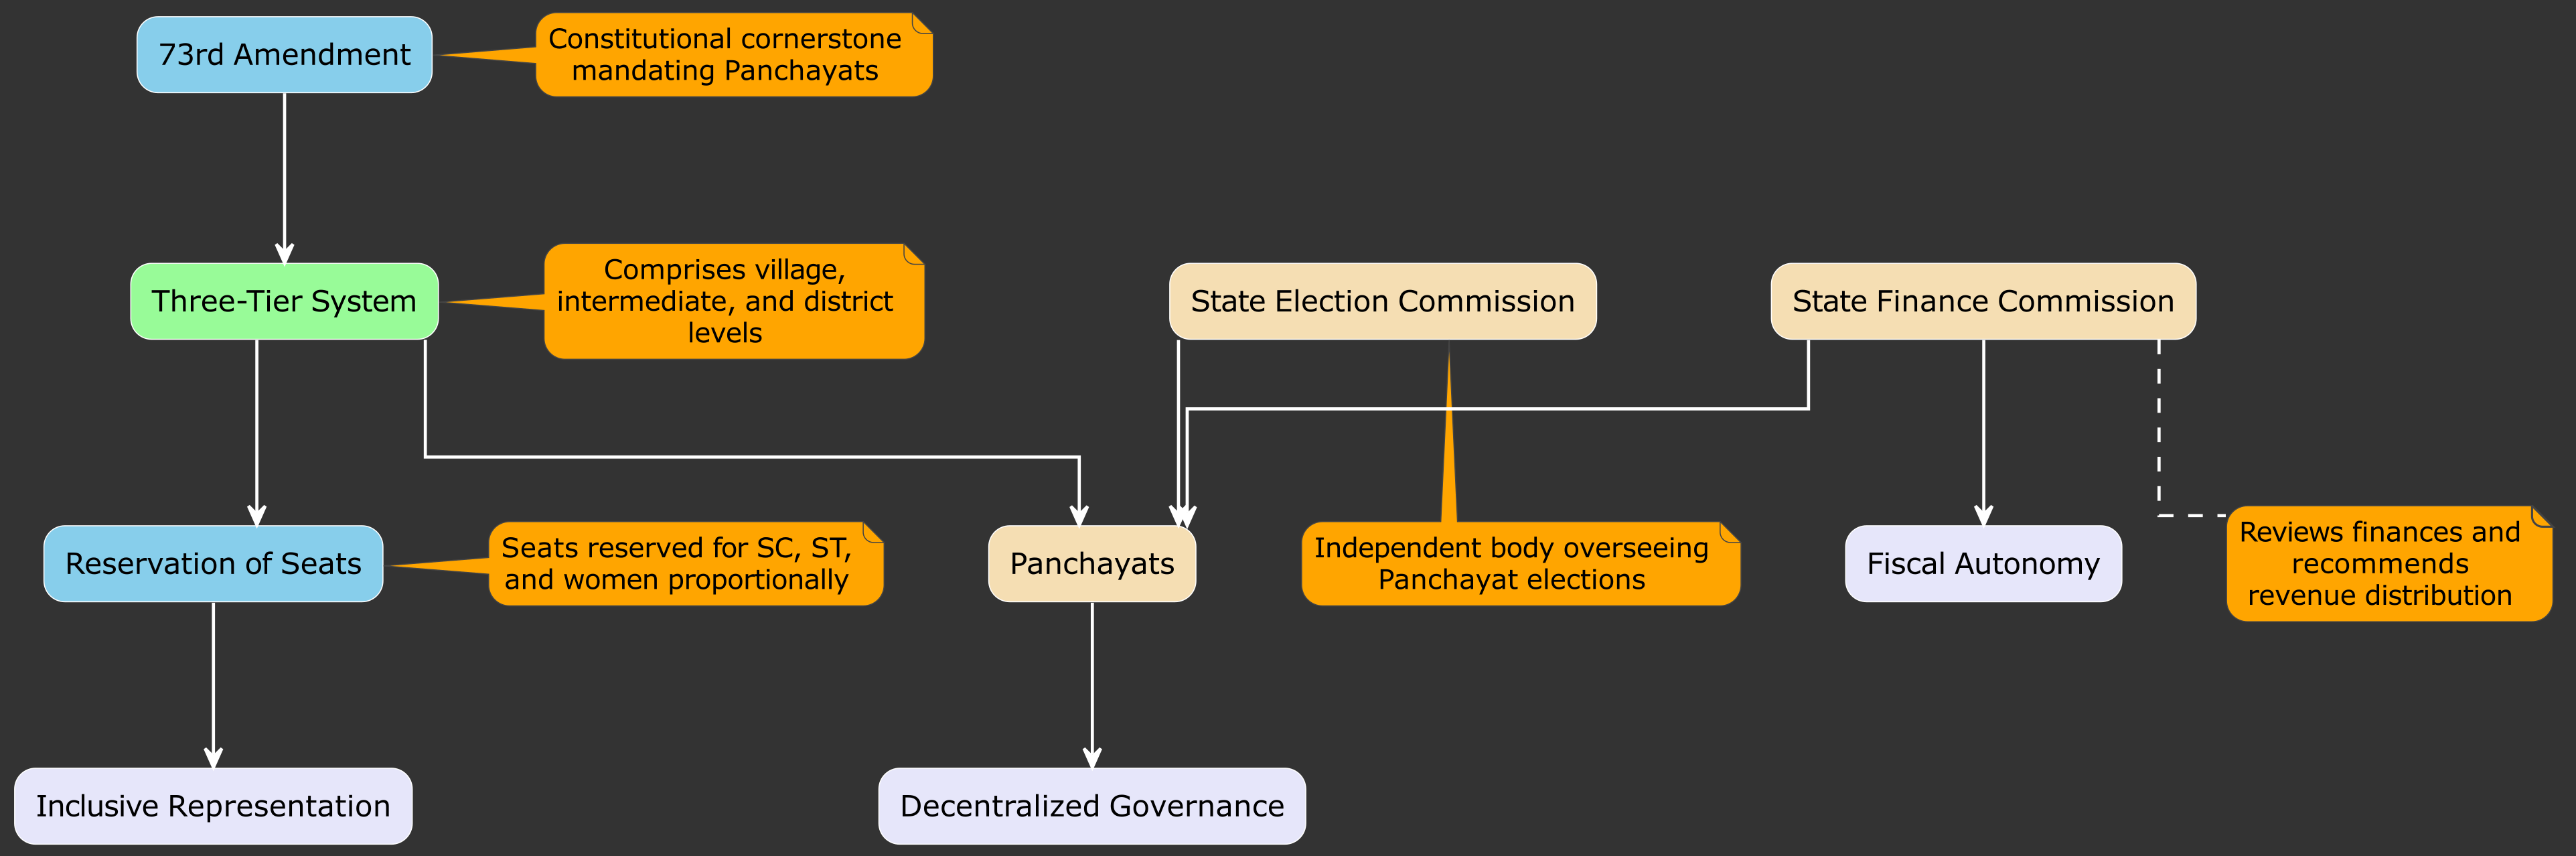 73rd Amendment
Constitutional cornerstone
mandating Panchayats
Three-Tier System
Comprises village,
intermediate, and district
levels
State Election Commission
State Finance Commission
Reservation of Seats
Seats reserved for SC, ST,
and women proportionally
Panchayats
Independent body overseeing
Panchayat elections
Fiscal Autonomy
Reviews finances and
recommends
revenue distribution
Inclusive Representation
Decentralized Governance